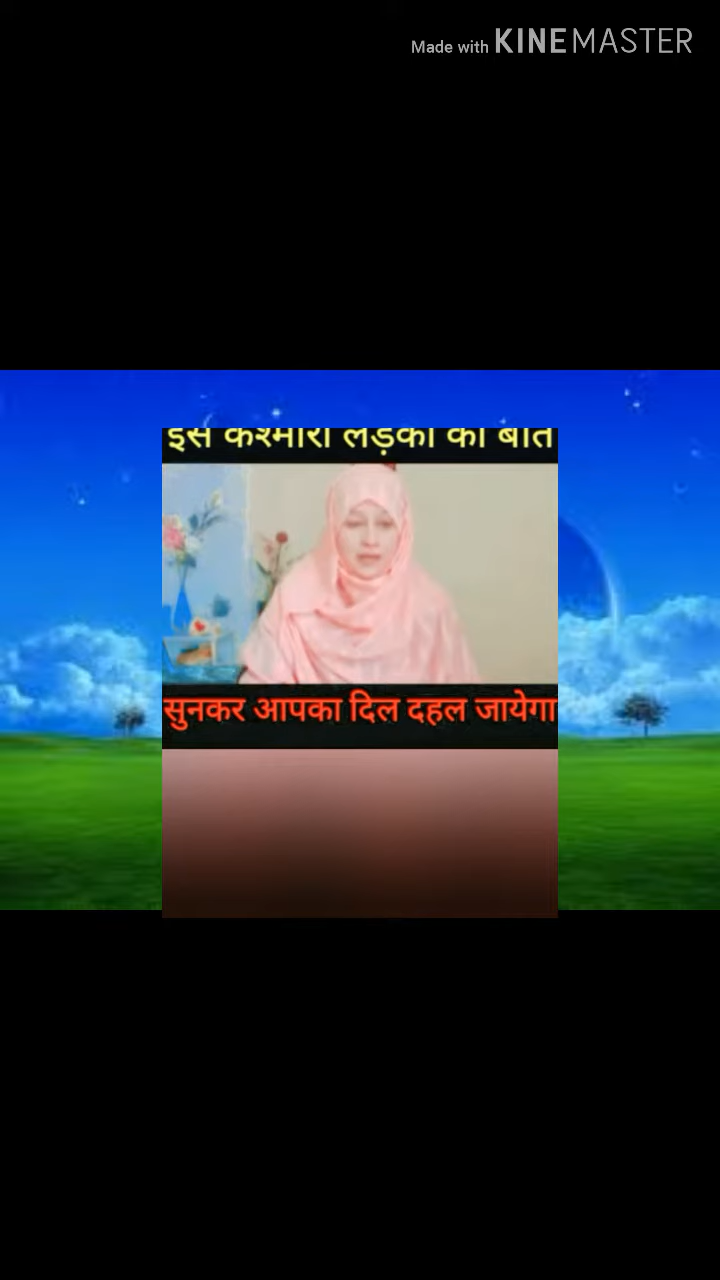 Made with KINEMASTER
इस कश्मीरी लड़की की बात
सुनकर आपका दिल दहल जायेगा